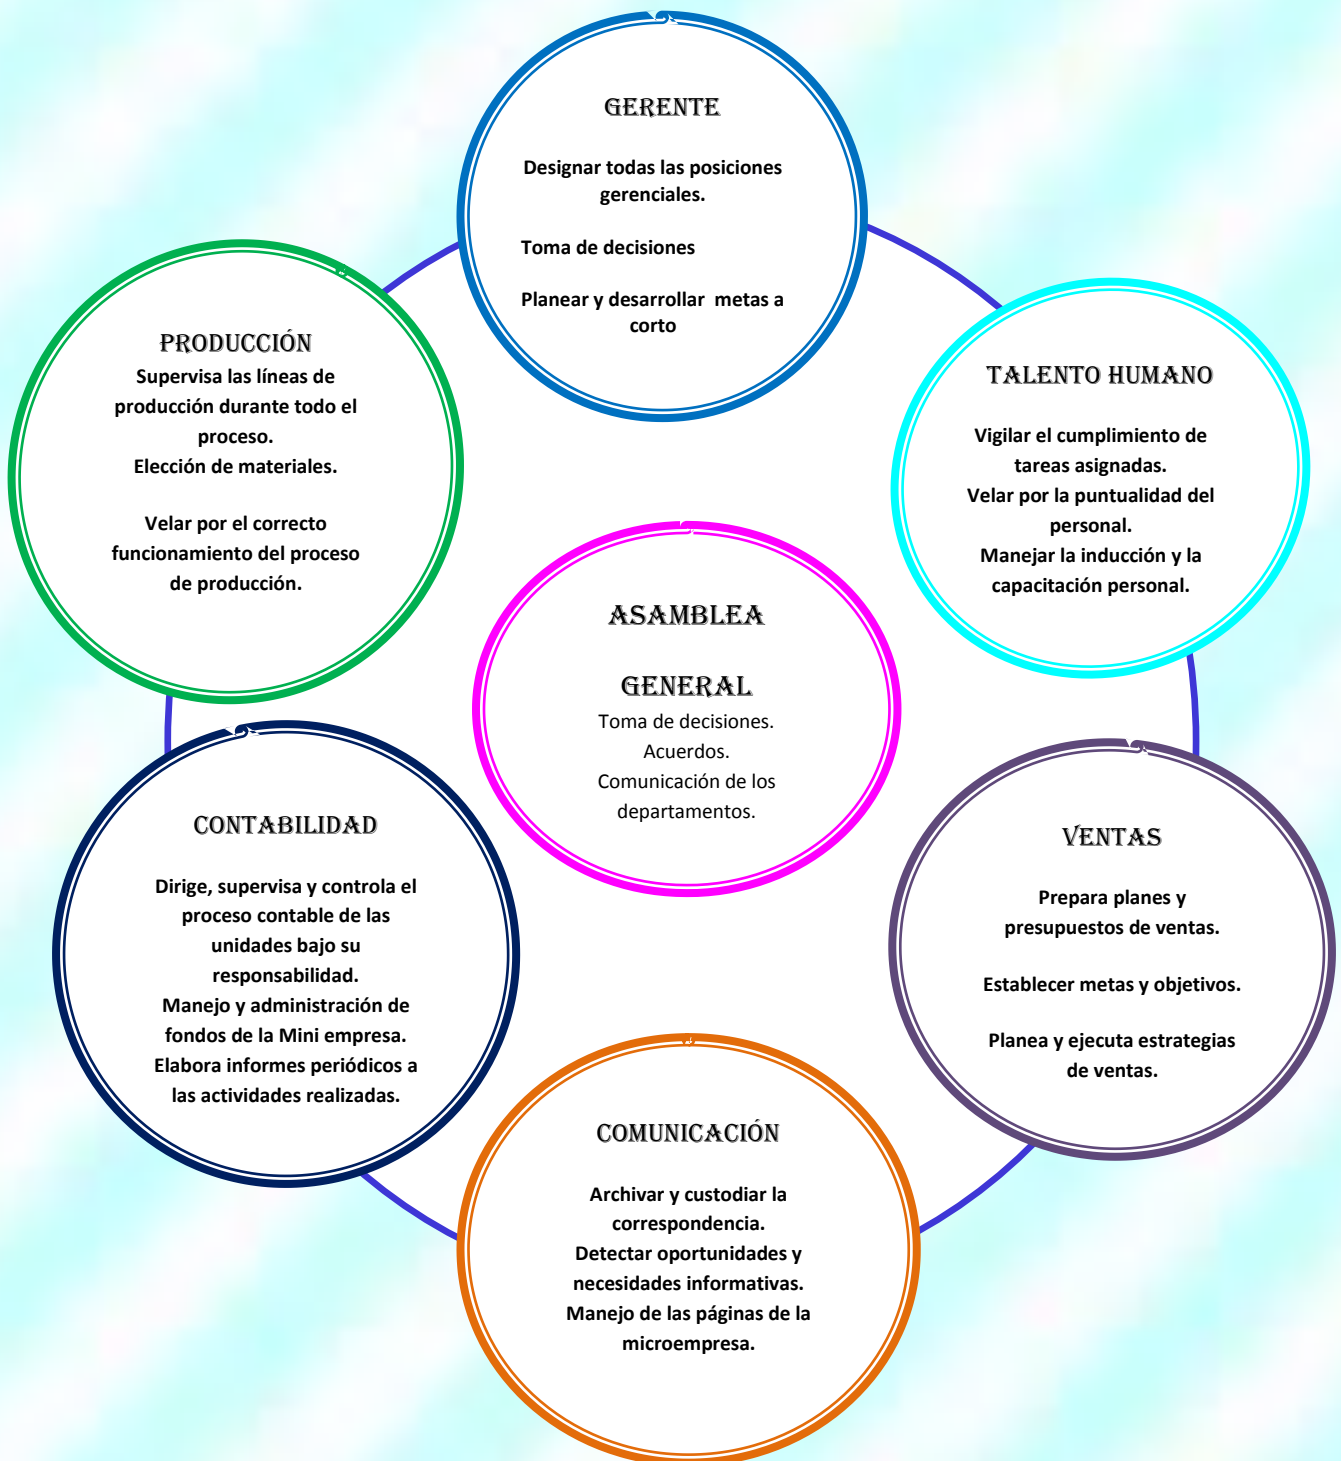 GERENTE
Designar todas las posiciones
gerenciales.
Toma de decisiones
Planear y desarrollar  metas a
corto
PRODUCCIÓN
Supervisa las líneas de
producción durante todo el
proceso.
Elección de materiales.
Velar por el correcto
funcionamiento del proceso
de producción.
TALENTO HUMANO
Vigilar el cumplimiento de
tareas asignadas.
Velar por la puntualidad del
personal.
Manejar la inducción y la
capacitación personal.
ASAMBLEA
GENERAL
Toma de decisiones.
Acuerdos.
Comunicación de los
departamentos.
CONTABILIDAD
Dirige, supervisa y controla el
proceso contable de las
unidades bajo su
responsabilidad.
Manejo y administración de
fondos de la Mini empresa.
Elabora informes periódicos a
las actividades realizadas.
VENTAS
Prepara planes y
presupuestos de ventas.
Establecer metas y objetivos.
Planea y ejecuta estrategias
de ventas.
COMUNICACIÓN
Archivar y custodiar la
correspondencia.
Detectar oportunidades y
necesidades informativas.
Manejo de las páginas de la
microempresa.